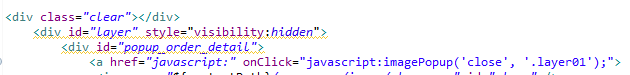 <div class="clear"></div>
<div id="layer" style="visibility:hidden">
<div id="popup_order_detail">
<a href="javascript:" onClick="javascript:imagePopup('close', '.layer01');">